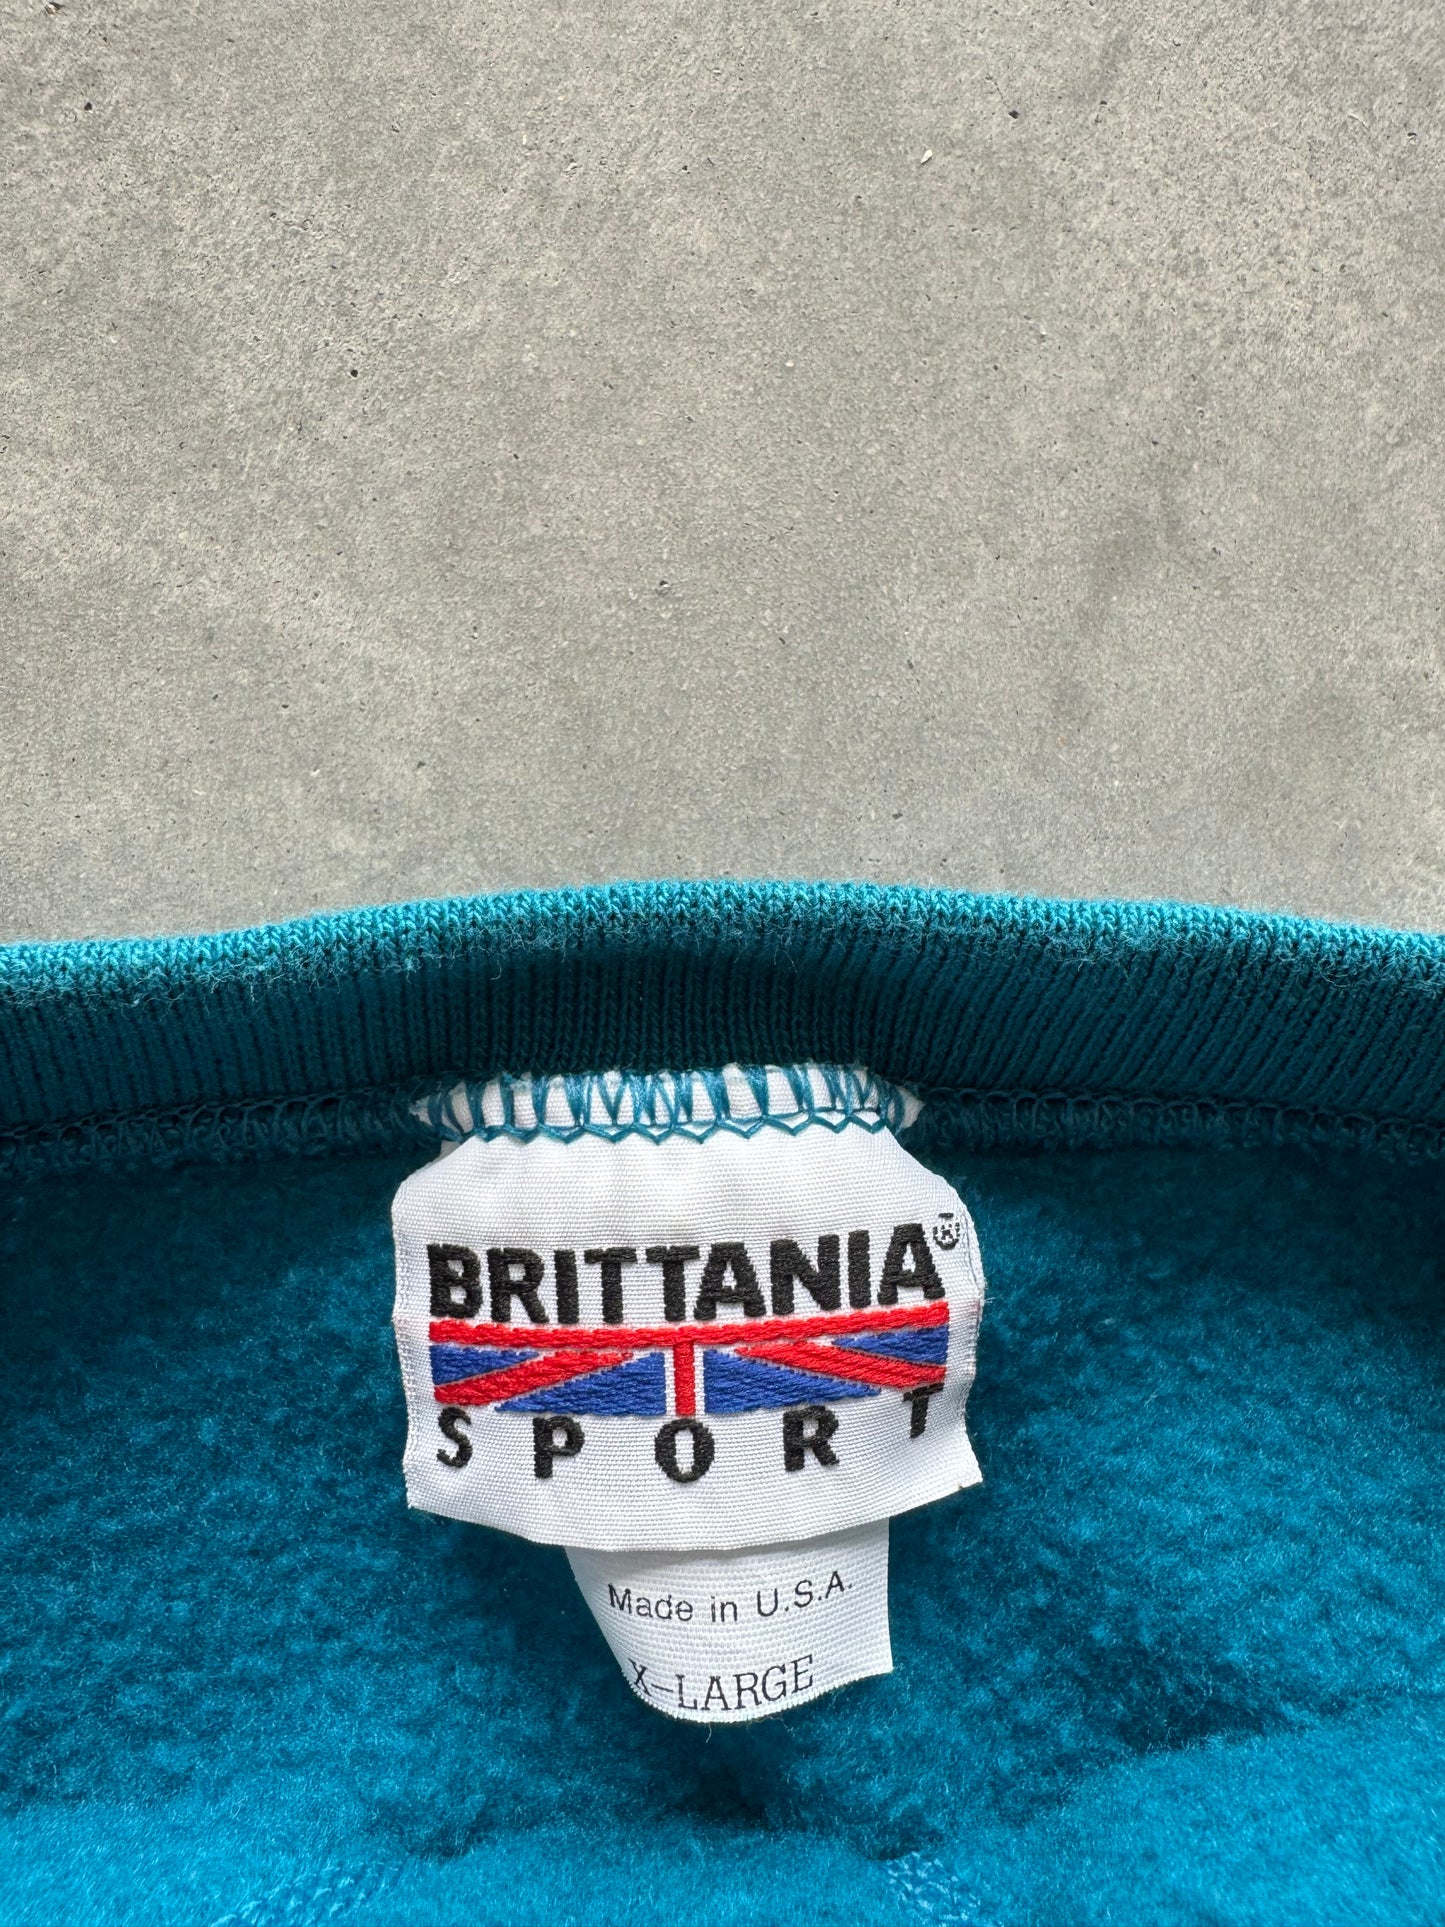 BRITTANIA®
SPORT
Made in U.S.A.
X-LARGE